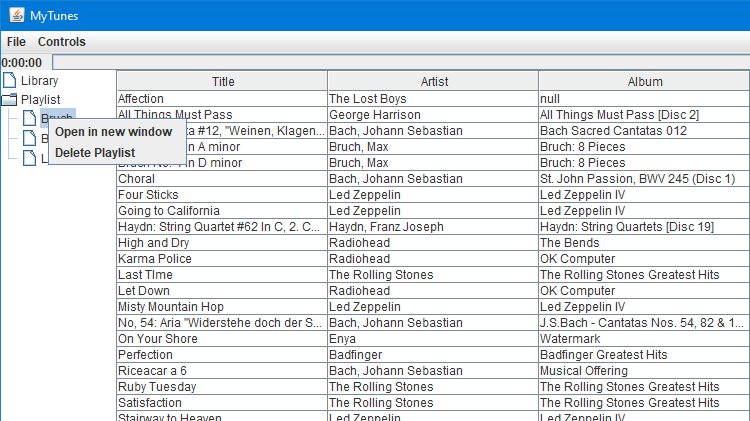 MyTunes
File Controls
0:00:00
Library
Playlist
Bruch
B
L
Open in new window
Delete Playlist
Title Artist Album
Affection The Lost Boys null
All Things Must Pass George Harrison All Things Must Pass [Disc 2]
ta #12, "Weinen, Klagen... Bach, Johann Sebastian Bach Sacred Cantatas 012
in A minor Bruch, Max Bruch: 8 Pieces
in D minor Bruch, Max Bruch: 8 Pieces
Choral Bach, Johann Sebastian St. John Passion, BWV 245 (Disc 1)
Four Sticks Led Zeppelin Led Zeppelin IV
Going to California Led Zeppelin Led Zeppelin IV
Haydn: String Quartet #62 In C, 2. C... Haydn, Franz Joseph Haydn: String Quartets [Disc 19]
High and Dry Radiohead The Bends
Karma Police Radiohead OK Computer
Last TIme The Rolling Stones The Rolling Stones Greatest Hits
Let Down Radiohead OK Computer
Misty Mountain Hop Led Zeppelin Led Zeppelin IV
No, 54: Aria "Widerstehe doch der S... Bach, Johann Sebastian J.S.Bach - Cantatas Nos. 54, 82 & 1...
On Your Shore Enya Watermark
Perfection Badfinger Badfinger Greatest Hits
Riceacar a 6 Bach, Johann Sebastian Musical Offering
Ruby Tuesday The Rolling Stones The Rolling Stones Greatest Hits
Satisfaction The Rolling Stones The Rolling Stones Greatest Hits
Stairway to Heaven Led Zeppelin Led Zeppelin IV